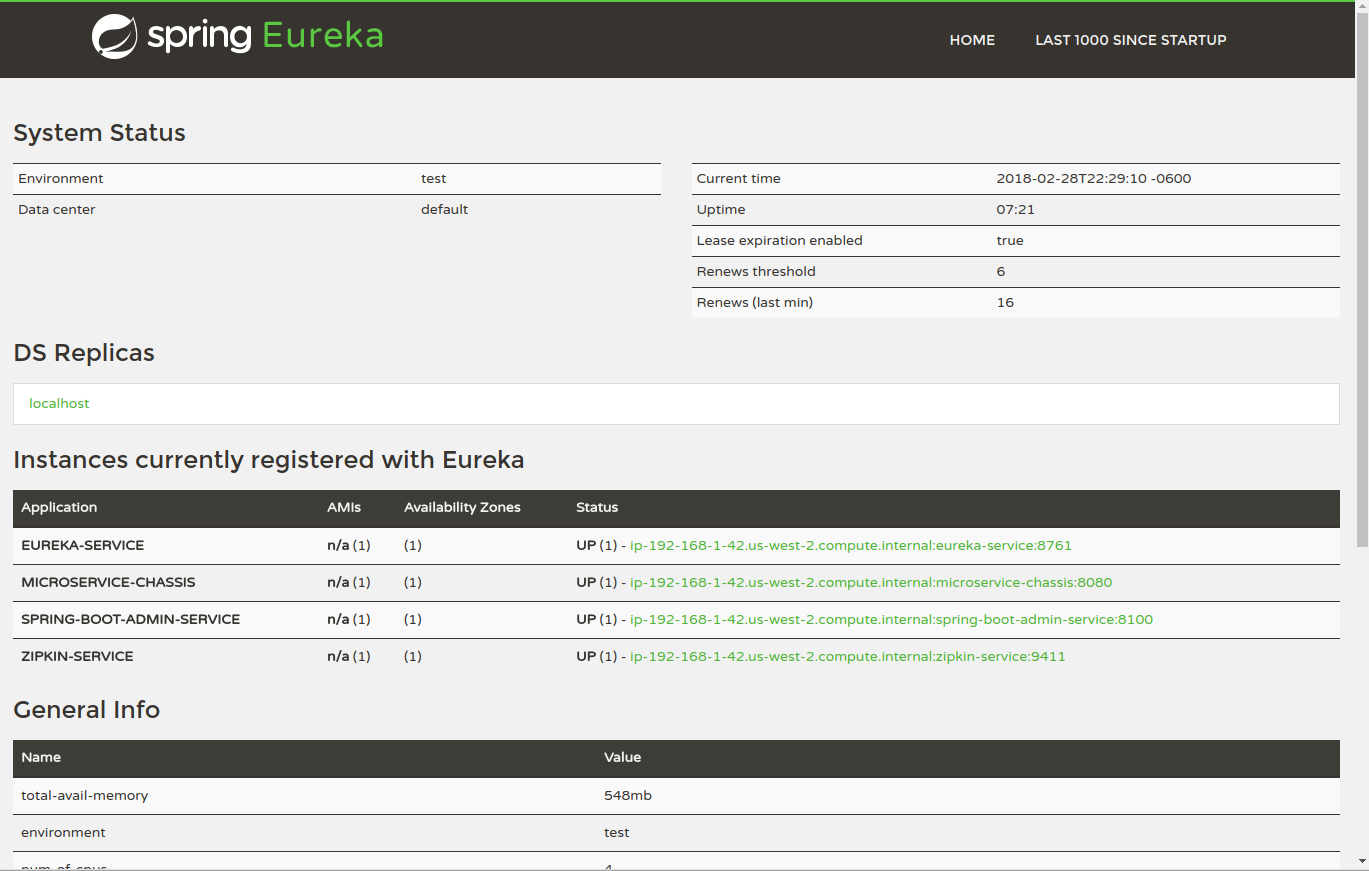 spring Eureka
HOME LAST 1000 SINCE STARTUP
System Status
Environment test
Data center default
Current time 2018-02-28T22:29:10 -0600
Uptime 07:21
Lease expiration enabled true
Renews threshold 6
Renews (last min) 16
DS Replicas
localhost
Instances currently registered with Eureka
Application AMIs Availability Zones Status
EUREKA-SERVICE n/a (1) (1) UP (1) - ip-192-168-1-42.us-west-2.compute.internal:eureka-service:8761
MICROSERVICE-CHASSIS n/a (1) (1) UP (1) - ip-192-168-1-42.us-west-2.compute.internal:microservice-chassis:8080
SPRING-BOOT-ADMIN-SERVICE n/a (1) (1) UP (1) - ip-192-168-1-42.us-west-2.compute.internal:spring-boot-admin-service:8100
ZIPKIN-SERVICE n/a (1) (1) UP (1) - ip-192-168-1-42.us-west-2.compute.internal:zipkin-service:9411
General Info
Name Value
total-avail-memory 548mb
environment test
num-of-cpus 4